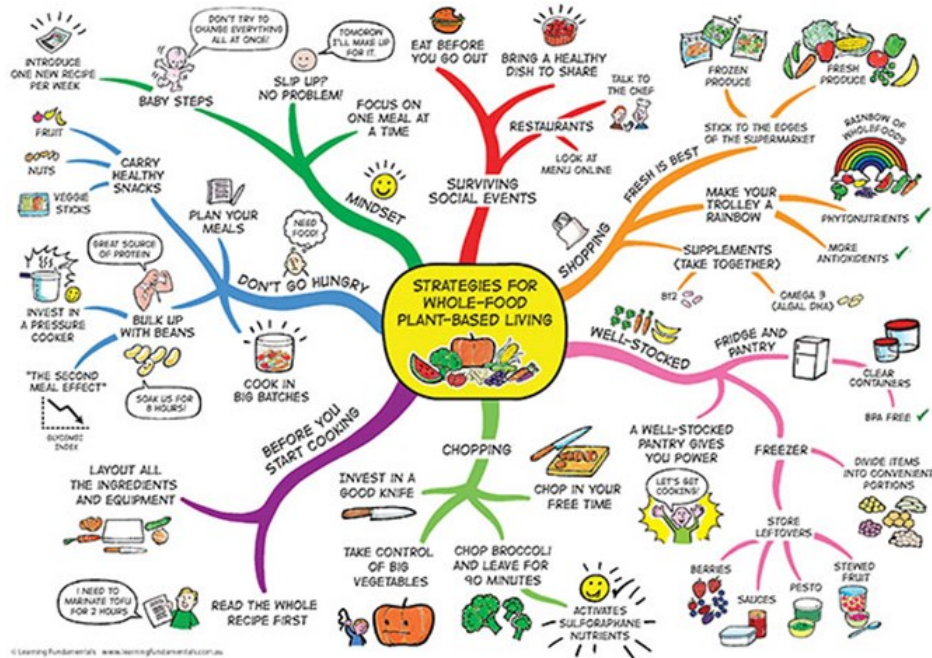 STRATEGIES FOR
WHOLE-FOOD
PLANT-BASED LIVING
MINDSET
BABY STEPS
DON'T TRY TO
CHANGE EVERYTHING
ALL AT ONCE!
INTRODUCE
ONE NEW RECIPE
PER WEEK
SLIP UP?
NO PROBLEM!
TOMOROW
I'LL MAKE UP
FOR IT.
FOCUS ON
ONE MEAL AT
A TIME
SURVIVING
SOCIAL EVENTS
EAT BEFORE
YOU GO OUT
BRING A HEALTHY
DISH TO SHARE
RESTAURANTS
TALK TO
THE CHEF
LOOK AT
MENU ONLINE
SHOPPING
FRESH IS BEST
STICK TO THE EDGES
OF THE SUPERMARKET
FROZEN
PRODUCE
FRESH
PRODUCE
MAKE YOUR
TROLLEY A
RAINBOW
RAINBOW OF
WHOLEFOODS
PHYTONUTRIENTS
MORE
ANTIOXIDENTS
SUPPLEMENTS
(TAKE TOGETHER)
B12
OMEGA 3
(ALGAL DHA)
WELL-STOCKED
FRIDGE AND
PANTRY
CLEAR
CONTAINERS
BPA FREE
A WELL-STOCKED
PANTRY GIVES
YOU POWER
LET'S GET
COOKING!
FREEZER
DIVIDE ITEMS
INTO CONVENIENT
PORTIONS
STORE
LEFTOVERS
BERRIES
SAUCES
PESTO
STEWED
FRUIT
CHOPPING
INVEST IN A
GOOD KNIFE
CHOP IN YOUR
FREE TIME
TAKE CONTROL
OF BIG
VEGETABLES
CHOP BROCCOLI
AND LEAVE FOR
90 MINUTES
ACTIVATES
SULFORAPHANE
NUTRIENTS
BEFORE YOU
START COOKING
LAYOUT ALL
THE INGREDIENTS
AND EQUIPMENT
READ THE WHOLE
RECIPE FIRST
I NEED TO
MARINATE TOFU
FOR 2 HOURS
DON'T GO HUNGRY
NEED
FOOD!
CARRY
HEALTHY
SNACKS
FRUIT
NUTS
VEGGIE
STICKS
PLAN YOUR
MEALS
BULK UP
WITH BEANS
GREAT SOURCE
OF PROTEIN
INVEST IN
A PRESSURE
COOKER
"THE SECOND
MEAL EFFECT"
GLYCEMIC
INDEX
SOAK US FOR
8 HOURS!
COOK IN
BIG BATCHES
© Learning Fundamentals www.learningfundamentals.com.au